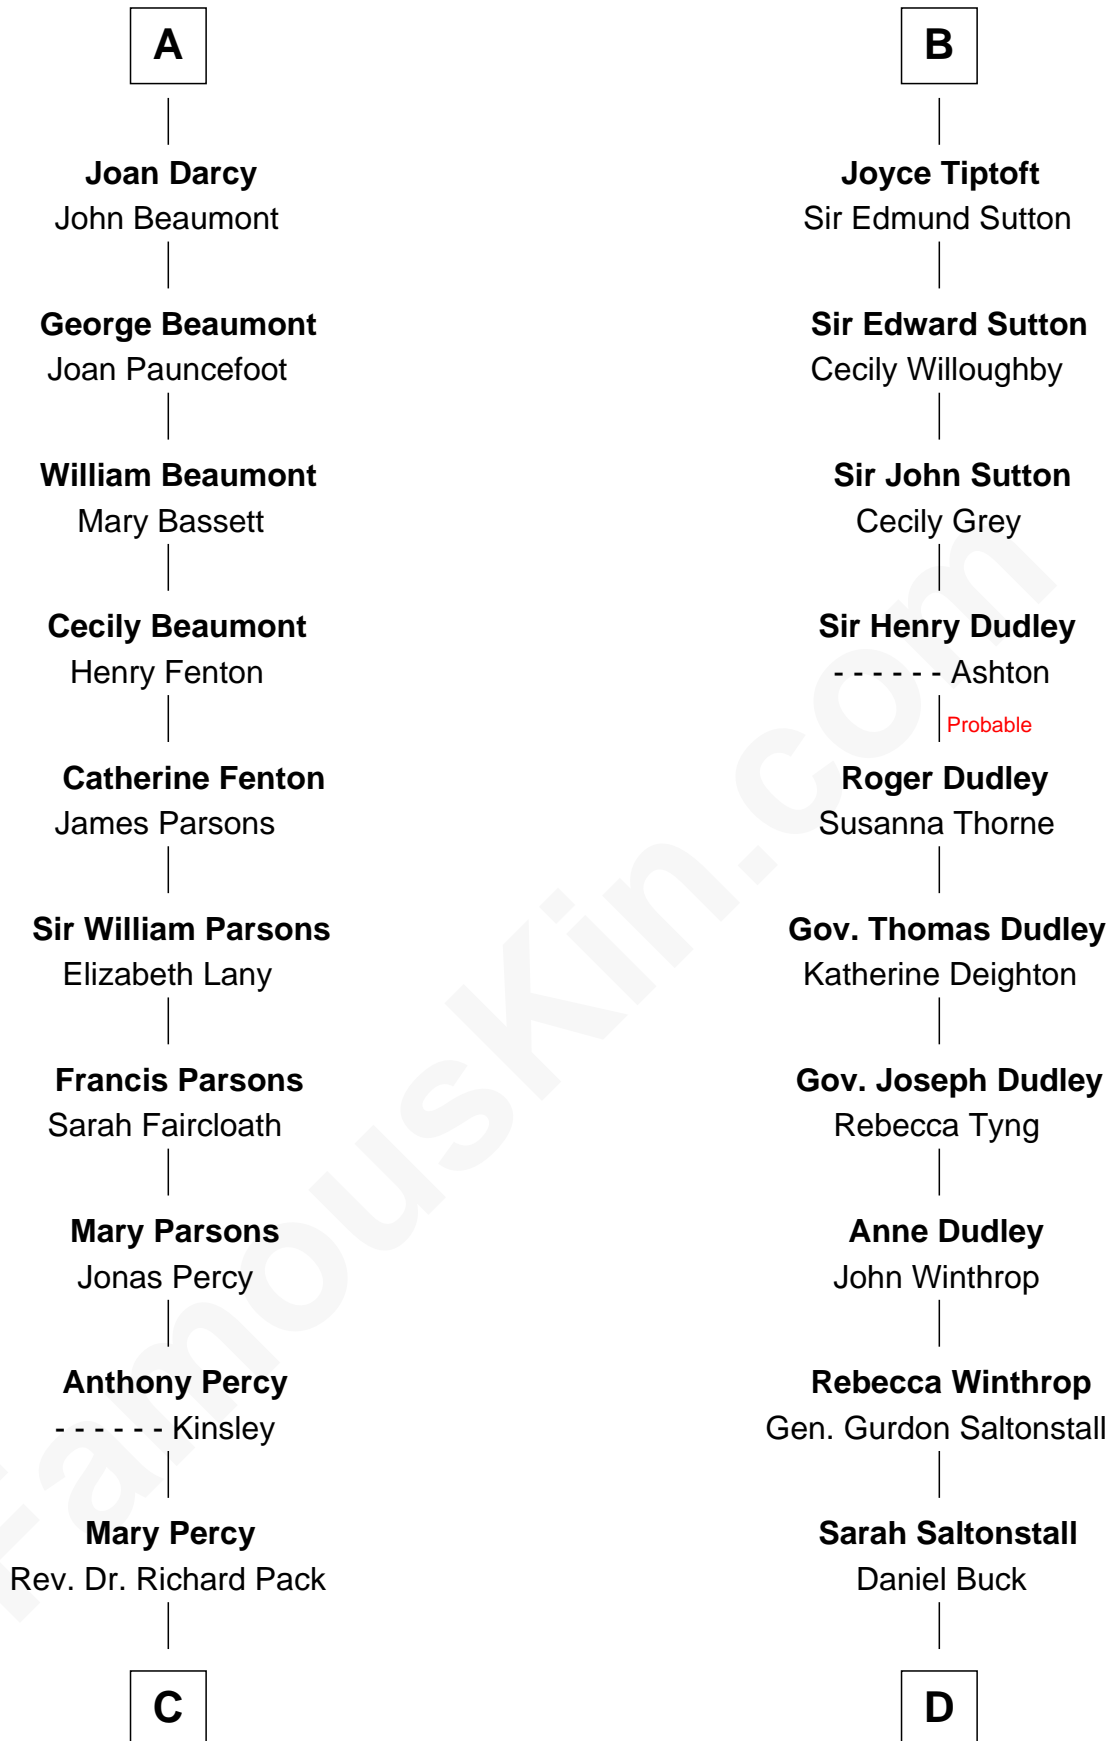 A
Joan Darcy
John Beaumont
George Beaumont
Joan Pauncefoot
William Beaumont
Mary Bassett
Cecily Beaumont
Henry Fenton
Catherine Fenton
James Parsons
Sir William Parsons
Elizabeth Lany
Francis Parsons
Sarah Faircloath
Mary Parsons
Jonas Percy
Anthony Percy
- - - - - - Kinsley
Mary Percy
Rev. Dr. Richard Pack
C
B
Joyce Tiptoft
Sir Edmund Sutton
Sir Edward Sutton
Cecily Willoughby
Sir John Sutton
Cecily Grey
Sir Henry Dudley
- - - - - - Ashton
Probable
Roger Dudley
Susanna Thorne
Gov. Thomas Dudley
Katherine Deighton
Gov. Joseph Dudley
Rebecca Tyng
Anne Dudley
John Winthrop
Rebecca Winthrop
Gen. Gurdon Saltonstall
Sarah Saltonstall
Daniel Buck
D
FamousKin.com